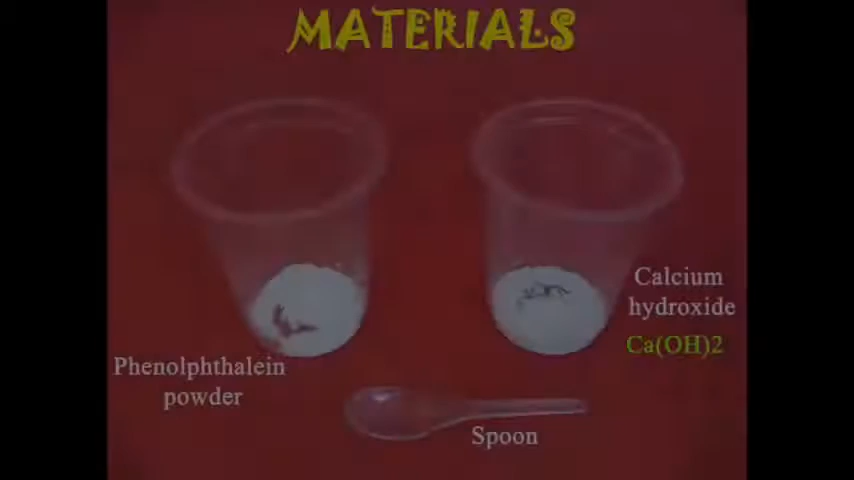 MATERIALS
Calcium
hydroxide
Ca(OH)2
Phenolphthalein
powder
Spoon